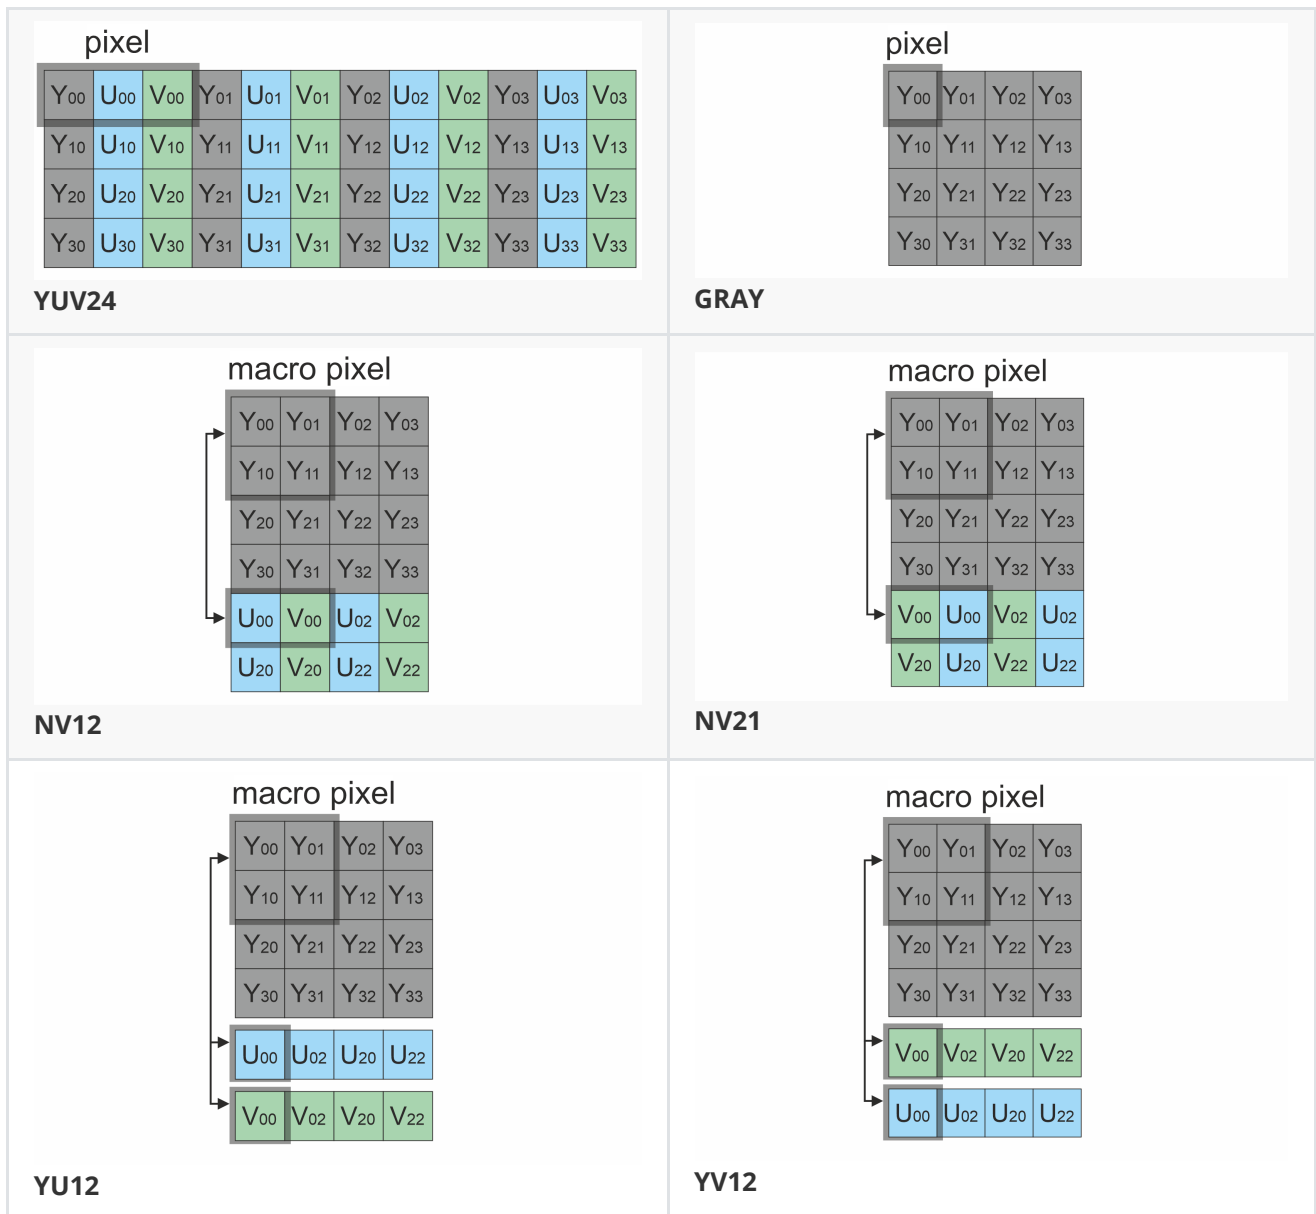 pixel
Y00 U00 V00 Y01 U01 V01 Y02 U02 V02 Y03 U03 V03
Y10 U10 V10 Y11 U11 V11 Y12 U12 V12 Y13 U13 V13
Y20 U20 V20 Y21 U21 V21 Y22 U22 V22 Y23 U23 V23
Y30 U30 V30 Y31 U31 V31 Y32 U32 V32 Y33 U33 V33
YUV24
pixel
Y00 Y01 Y02 Y03
Y10 Y11 Y12 Y13
Y20 Y21 Y22 Y23
Y30 Y31 Y32 Y33
GRAY
macro pixel
Y00 Y01 Y02 Y03
Y10 Y11 Y12 Y13
Y20 Y21 Y22 Y23
Y30 Y31 Y32 Y33
U00 V00 U02 V02
U20 V20 U22 V22
NV12
macro pixel
Y00 Y01 Y02 Y03
Y10 Y11 Y12 Y13
Y20 Y21 Y22 Y23
Y30 Y31 Y32 Y33
V00 U00 V02 U02
V20 U20 V22 U22
NV21
macro pixel
Y00 Y01 Y02 Y03
Y10 Y11 Y12 Y13
Y20 Y21 Y22 Y23
Y30 Y31 Y32 Y33
U00 U02 U20 U22
V00 V02 V20 V22
YU12
macro pixel
Y00 Y01 Y02 Y03
Y10 Y11 Y12 Y13
Y20 Y21 Y22 Y23
Y30 Y31 Y32 Y33
V00 V02 V20 V22
U00 U02 U20 U22
YV12